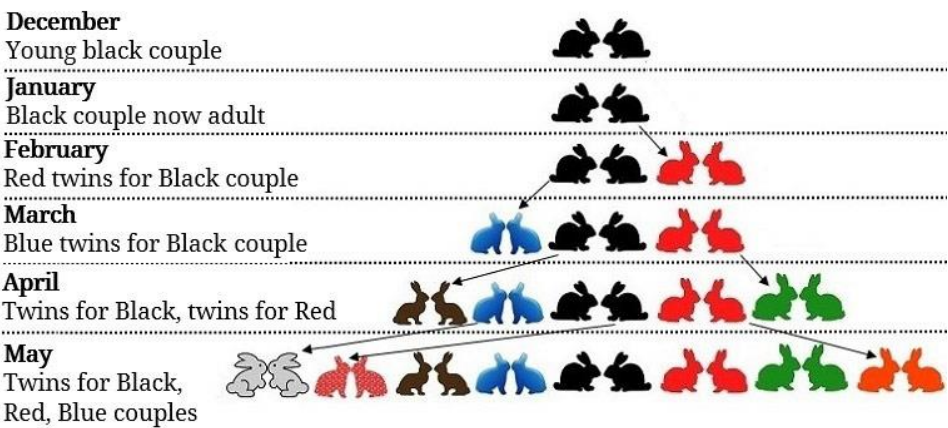 December
Young black couple
January
Black couple now adult
February
Red twins for Black couple
March
Blue twins for Black couple
April
Twins for Black, twins for Red
May
Twins for Black,
Red, Blue couples